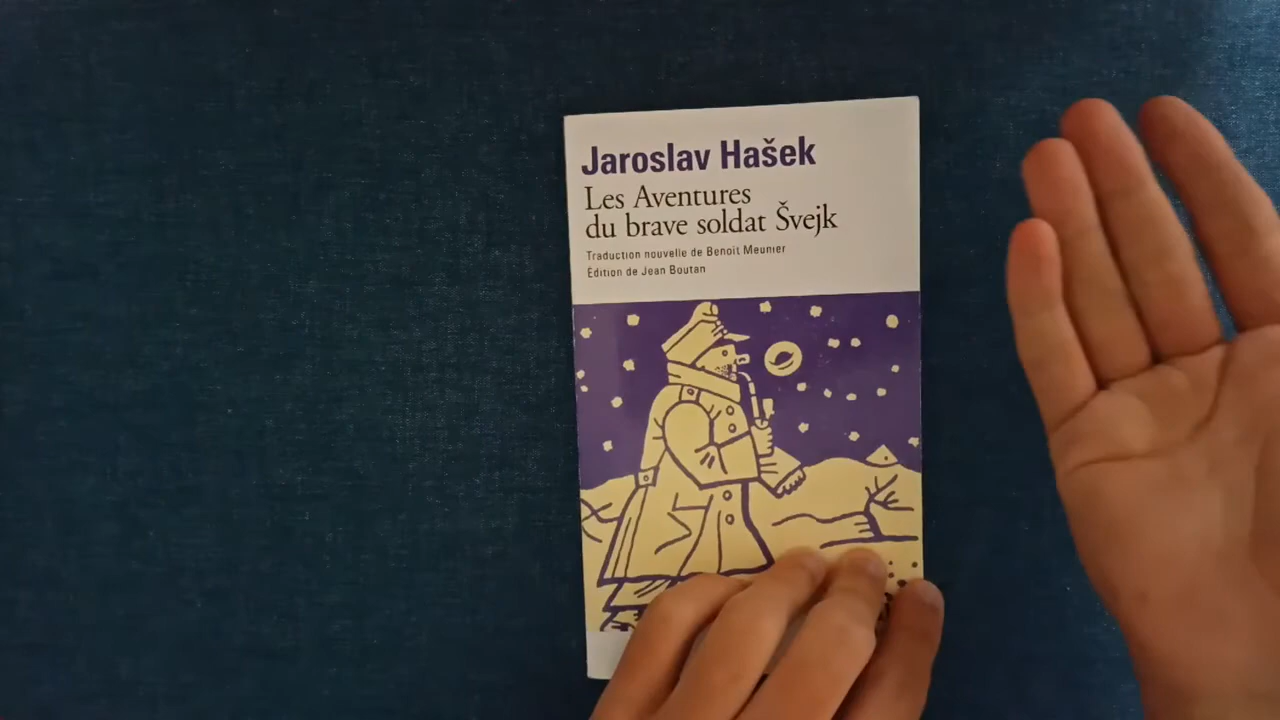 Jaroslav Hašek
Les Aventures
du brave soldat Švejk
Traduction nouvelle de Benoît Meunier
Édition de Jean Boutan